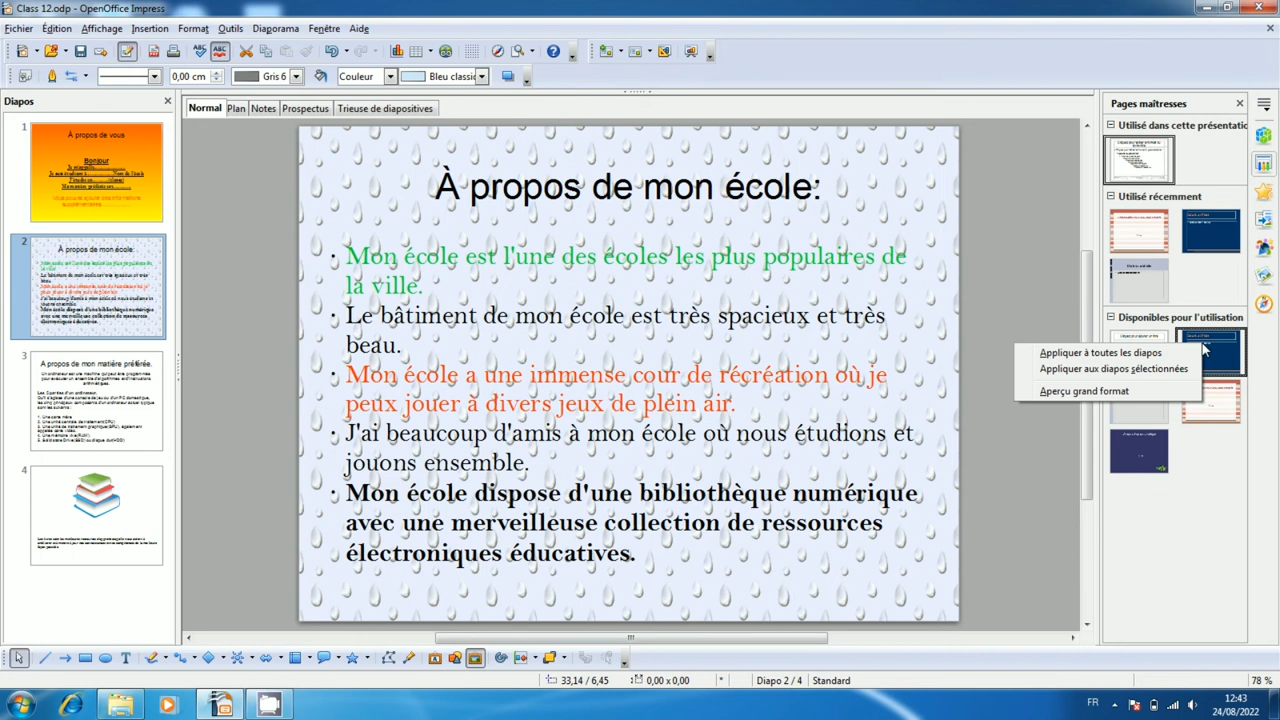 Class 12.odp - OpenOffice Impress
Fichier Édition Affichage Insertion Format Outils Diaporama Fenêtre Aide
0,00 cm Gris 6 Couleur Bleu classic
Diapos
Normal Plan Notes Prospectus Trieuse de diapositives
Pages maîtresses
1
À propos de vous
Bonjour
2
À propos de mon école:
3
A propos de mon matiére préférée.
4
À propos de mon école:
• Mon école est l'une des écoles les plus populaires de
la ville.
• Le bâtiment de mon école est très spacieux et très
beau.
• Mon école a une immense cour de récréation où je
peux jouer à divers jeux de plein air.
• J'ai beaucoup d'amis à mon école où nous étudions et
jouons ensemble.
• Mon école dispose d'une bibliothèque numérique
avec une merveilleuse collection de ressources
électroniques éducatives.
Utilisé dans cette présentatio
Utilisé récemment
Disponibles pour l'utilisation
Appliquer à toutes les diapos
Appliquer aux diapos sélectionnées
Aperçu grand format
33,14 / 6,45 0,00 x 0,00 * Diapo 2 / 4 Standard 78 %
FR 12:43
24/08/2022